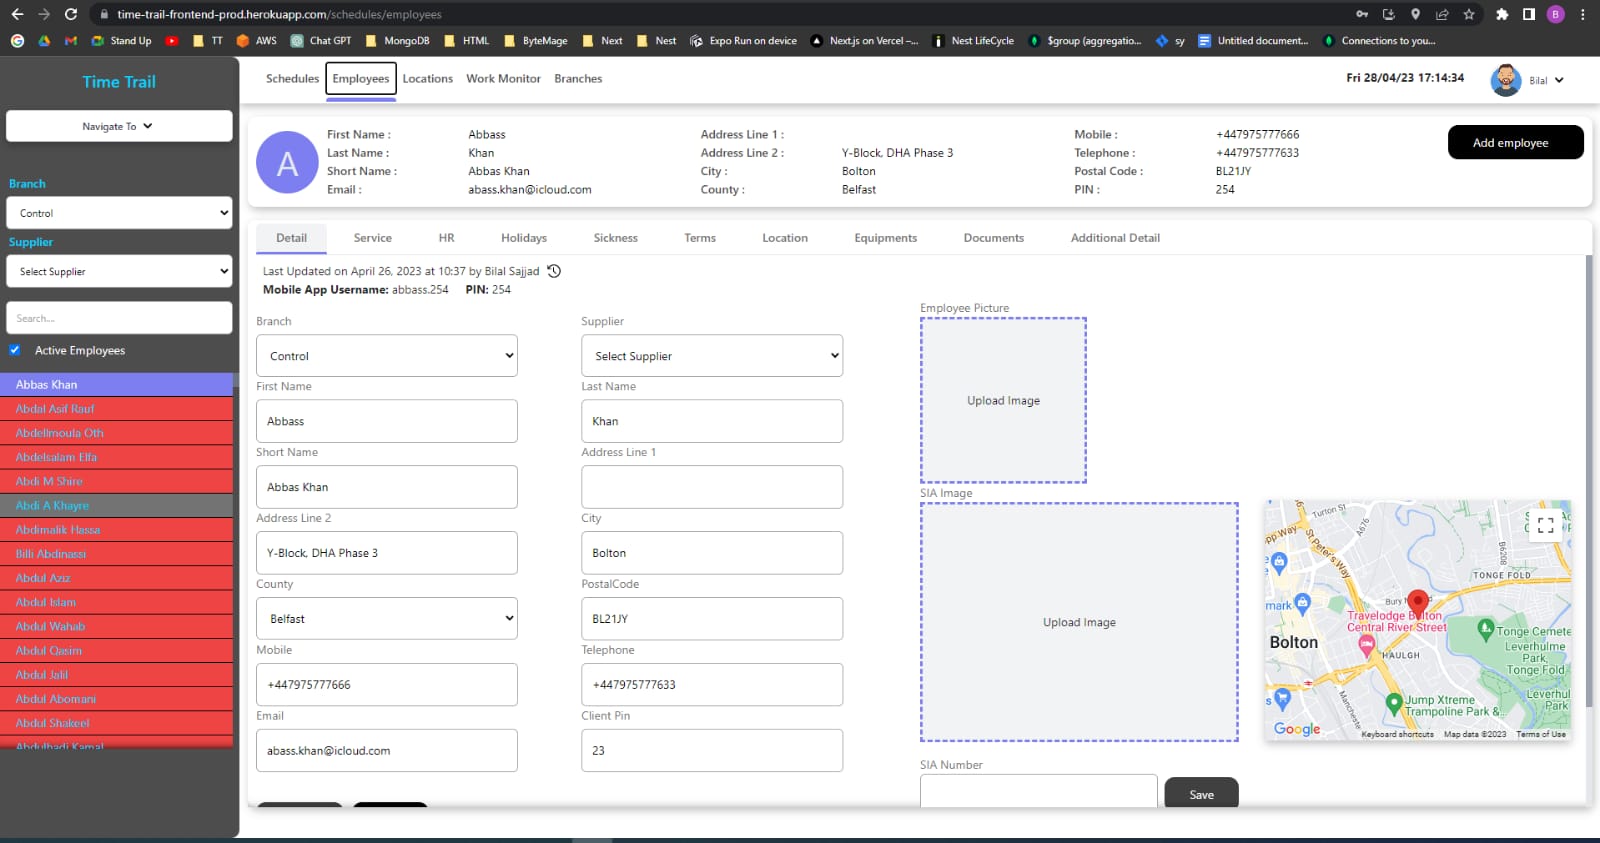 time-trail-frontend-prod.herokuapp.com/schedules/employees
B
Stand Up TT AWS Chat GPT MongoDB HTML ByteMage Next Nest Expo Run on device Next.js on Vercel –... Nest LifeCycle $group (aggregatio... sy Untitled document... Connections to you...
Time Trail
Navigate To
Branch
Control
Supplier
Select Supplier
Search....
Active Employees
Abbas Khan
Abdal Asif Rauf
Abdellmoula Oth
Abdelsalam Elfa
Abdi M Shire
Abdi A Khayre
Abdimalik Hassa
Billi Abdinassi
Abdul Aziz
Abdul Islam
Abdul Wahab
Abdul Qasim
Abdul Jalil
Abdul Abomani
Abdul Shakeel
Abdulhadi Kamal
Schedules Employees Locations Work Monitor Branches
Fri 28/04/23 17:14:34
Bilal
A
First Name : Abbass
Last Name : Khan
Short Name : Abbas Khan
Email : abass.khan@icloud.com
Address Line 1 :
Address Line 2 : Y-Block, DHA Phase 3
City : Bolton
County : Belfast
Mobile : +447975777666
Telephone : +447975777633
Postal Code : BL21JY
PIN : 254
Add employee
Detail Service HR Holidays Sickness Terms Location Equipments Documents Additional Detail
Last Updated on April 26, 2023 at 10:37 by Bilal Sajjad
Mobile App Username: abbass.254 PIN: 254
Branch
Control
Supplier
Select Supplier
First Name
Abbass
Last Name
Khan
Short Name
Abbas Khan
Address Line 1
Address Line 2
Y-Block, DHA Phase 3
City
Bolton
County
Belfast
PostalCode
BL21JY
Mobile
+447975777666
Telephone
+447975777633
Email
abass.khan@icloud.com
Client Pin
23
Employee Picture
Upload Image
SIA Image
Upload Image
SIA Number
Save
Turton St
A676
St Peter's Way
B6208
TONGE FOLD
mark
Bury
Travelodge Bolton
Central River Street
Bolton
HAULGH
Tonge Cemete
Leverhulme
Park,
Tonge Fold
Manchester
Jump Xtreme
Trampoline Park &...
Leverhul
Park
Google
Keyboard shortcuts Map data ©2023 Terms of Use